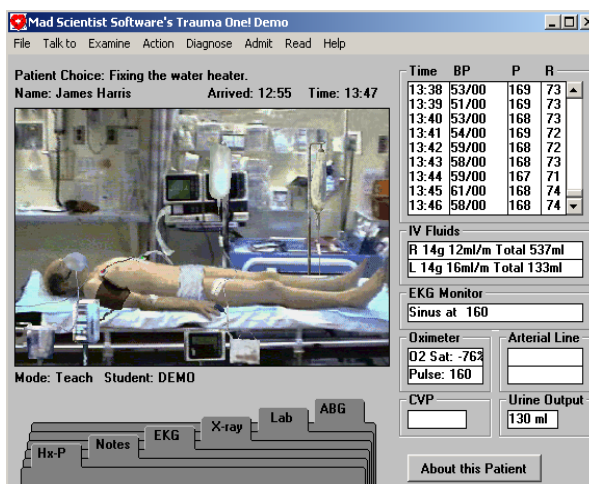 Mad Scientist Software's Trauma One! Demo
File Talk to Examine Action Diagnose Admit Read Help
Patient Choice: Fixing the water heater.
Name: James Harris Arrived: 12:55 Time: 13:47
Mode: Teach Student: DEMO
Hx-P Notes EKG X-ray Lab ABG
Time BP P R
13:38 53/00 169 73
13:39 51/00 169 73
13:40 53/00 168 73
13:41 54/00 169 72
13:42 59/00 168 72
13:43 58/00 168 73
13:44 59/00 167 71
13:45 61/00 168 74
13:46 58/00 168 74
IV Fluids
R 14g 12ml/m Total 537ml
L 14g 16ml/m Total 133ml
EKG Monitor
Sinus at 160
Oximeter
O2 Sat: -76%
Pulse: 160
Arterial Line
CVP
Urine Output
130 ml
About this Patient